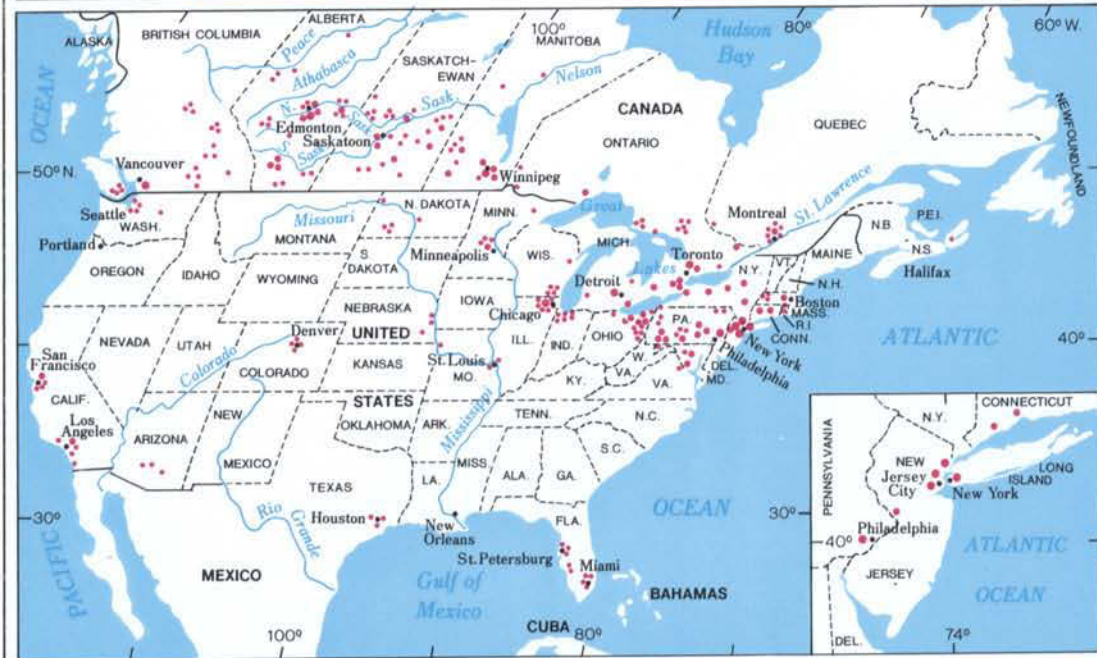 100°
80°
60° W.
ALASKA
BRITISH COLUMBIA
ALBERTA
MANITOBA
Hudson
Bay
Peace
Athabasca
SASKATCH-
EWAN
Nelson
OCEAN
N.
Sask.
Sask.
CANADA
NEWFOUNDLAND
QUEBEC
Edmonton
Saskatoon
ONTARIO
S.
Sask.
Vancouver
50° N.
Winnipeg
St. Lawrence
Seattle
WASH.
Missouri
N. DAKOTA
MINN.
Great
Montreal
N.B.
P.E.I.
Portland
MONTANA
Minneapolis
WIS.
MICH.
Toronto
VT.
MAINE
N.S.
OREGON
IDAHO
WYOMING
S.
DAKOTA
Detroit
Lakes
N.Y.
N.H.
Halifax
NEBRASKA
IOWA
Chicago
Boston
MASS.
NEVADA
UTAH
Denver
UNITED
ILL.
IND.
OHIO
PA.
R.I.
CONN.
ATLANTIC
40°
San
Francisco
Colorado
COLORADO
KANSAS
St. Louis
MO.
W.
VA.
New York
Philadelphia
DEL.
MD.
CALIF.
KY.
VA.
STATES
Los
Angeles
ARIZONA
NEW
MEXICO
OKLAHOMA
ARK.
Mississippi
TENN.
N.C.
S.C.
MISS.
ALA.
GA.
TEXAS
LA.
OCEAN
30°
Houston
New
Orleans
FLA.
Rio
Grande
St. Petersburg
Miami
PACIFIC
MEXICO
Gulf of
Mexico
BAHAMAS
CUBA
100°
80°
CONNECTICUT
N.Y.
PENNSYLVANIA
NEW
Jersey
City
LONG
ISLAND
New York
30°
Philadelphia
40°
ATLANTIC
JERSEY
OCEAN
DEL.
74°